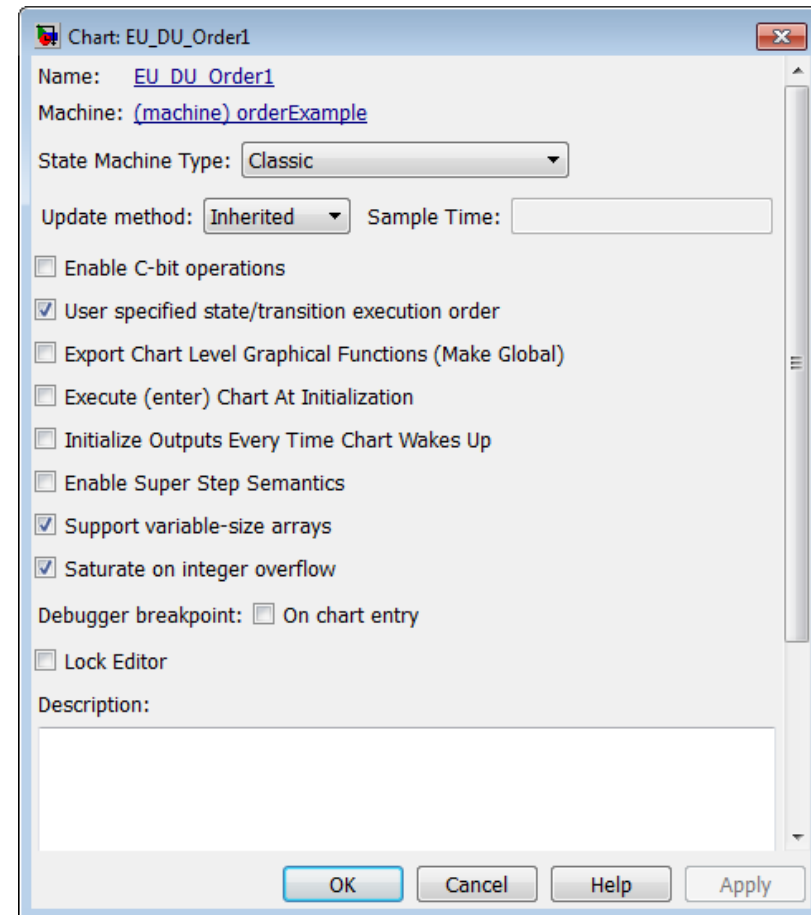 Chart: EU_DU_Order1
Name: EU_DU_Order1
Machine: (machine) orderExample
State Machine Type: Classic
Update method: Inherited Sample Time:
Enable C-bit operations
User specified state/transition execution order
Export Chart Level Graphical Functions (Make Global)
Execute (enter) Chart At Initialization
Initialize Outputs Every Time Chart Wakes Up
Enable Super Step Semantics
Support variable-size arrays
Saturate on integer overflow
Debugger breakpoint: On chart entry
Lock Editor
Description:
OK Cancel Help Apply